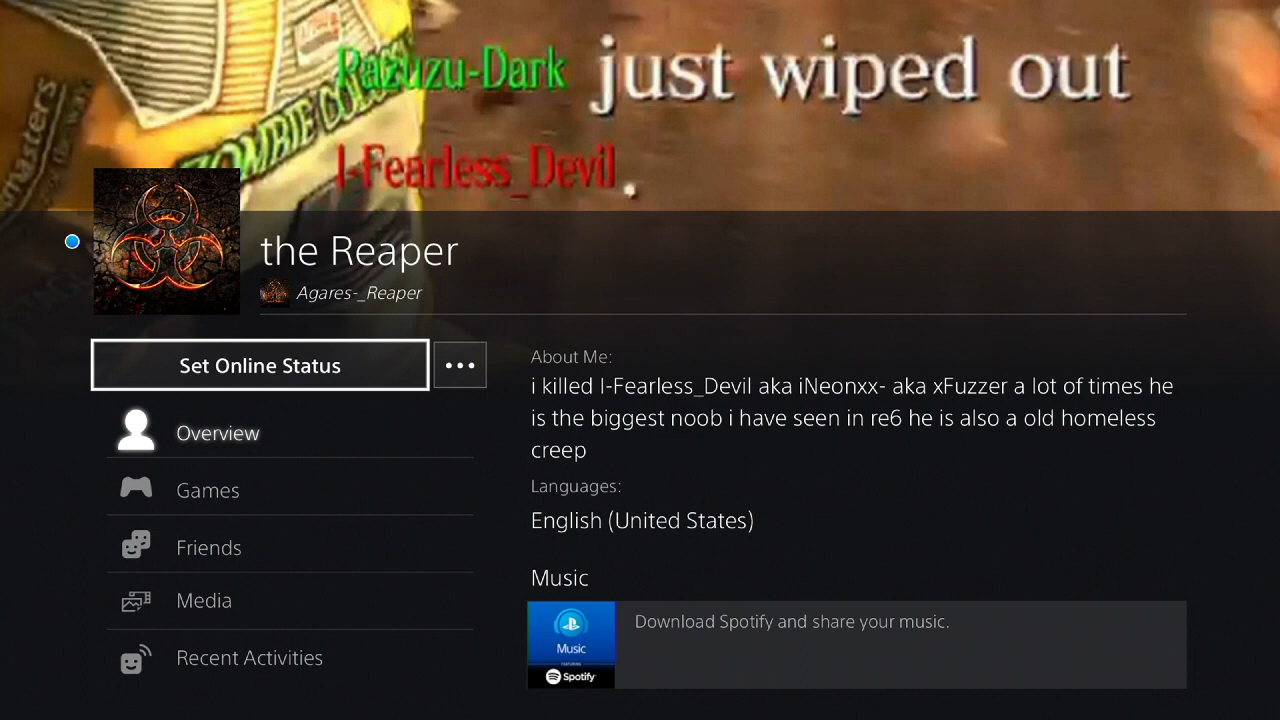 Razuzu-Dark just wiped out
I-Fearless_Devil.
ZOMBIE
masters
the Reaper
Agares-_Reaper
Set Online Status
About Me:
i killed I-Fearless_Devil aka iNeonxx- aka xFuzzer a lot of times he
is the biggest noob i have seen in re6 he is also a old homeless
creep
Overview
Games
Friends
Media
Recent Activities
Languages:
English (United States)
Music
Download Spotify and share your music.
Music
FEATURING
Spotify